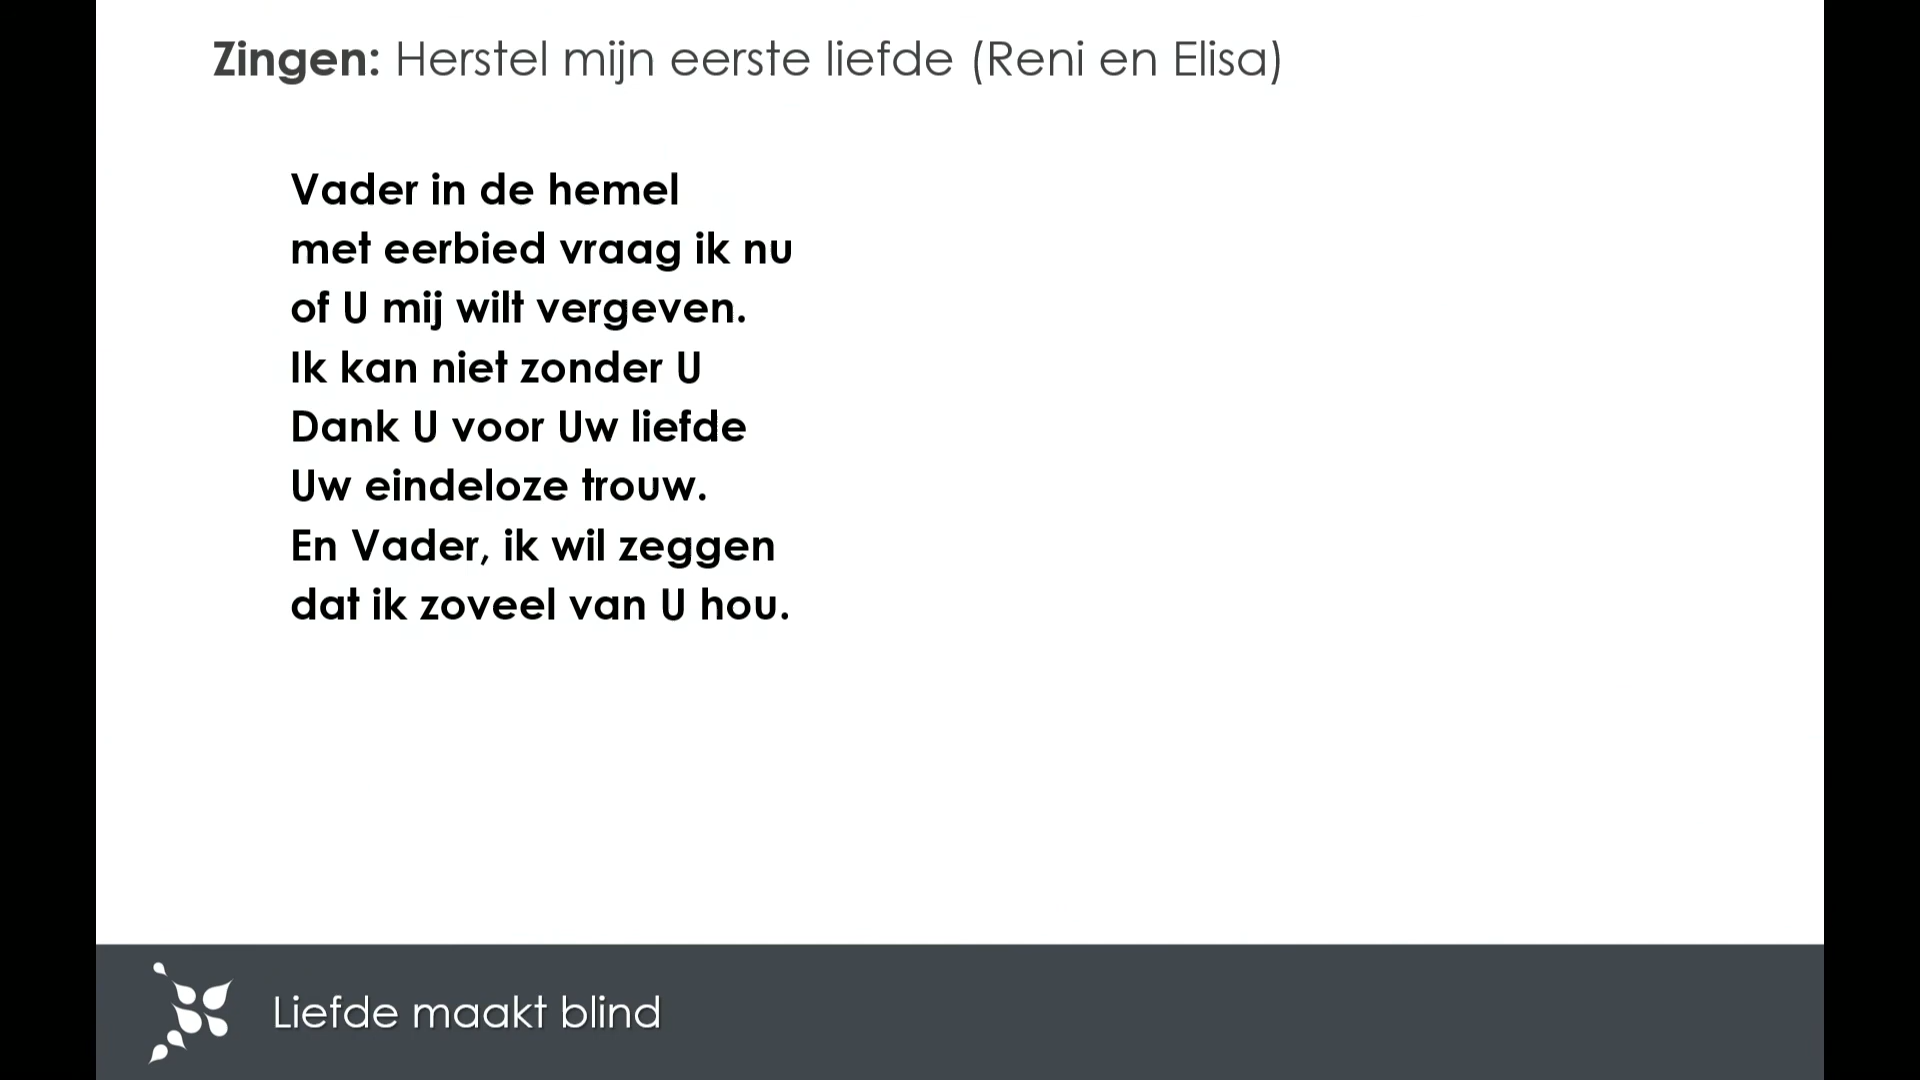 Zingen: Herstel mijn eerste liefde (Reni en Elisa)
Vader in de hemel
met eerbied vraag ik nu
of U mij wilt vergeven.
Ik kan niet zonder U
Dank U voor Uw liefde
Uw eindeloze trouw.
En Vader, ik wil zeggen
dat ik zoveel van U hou.
Liefde maakt blind